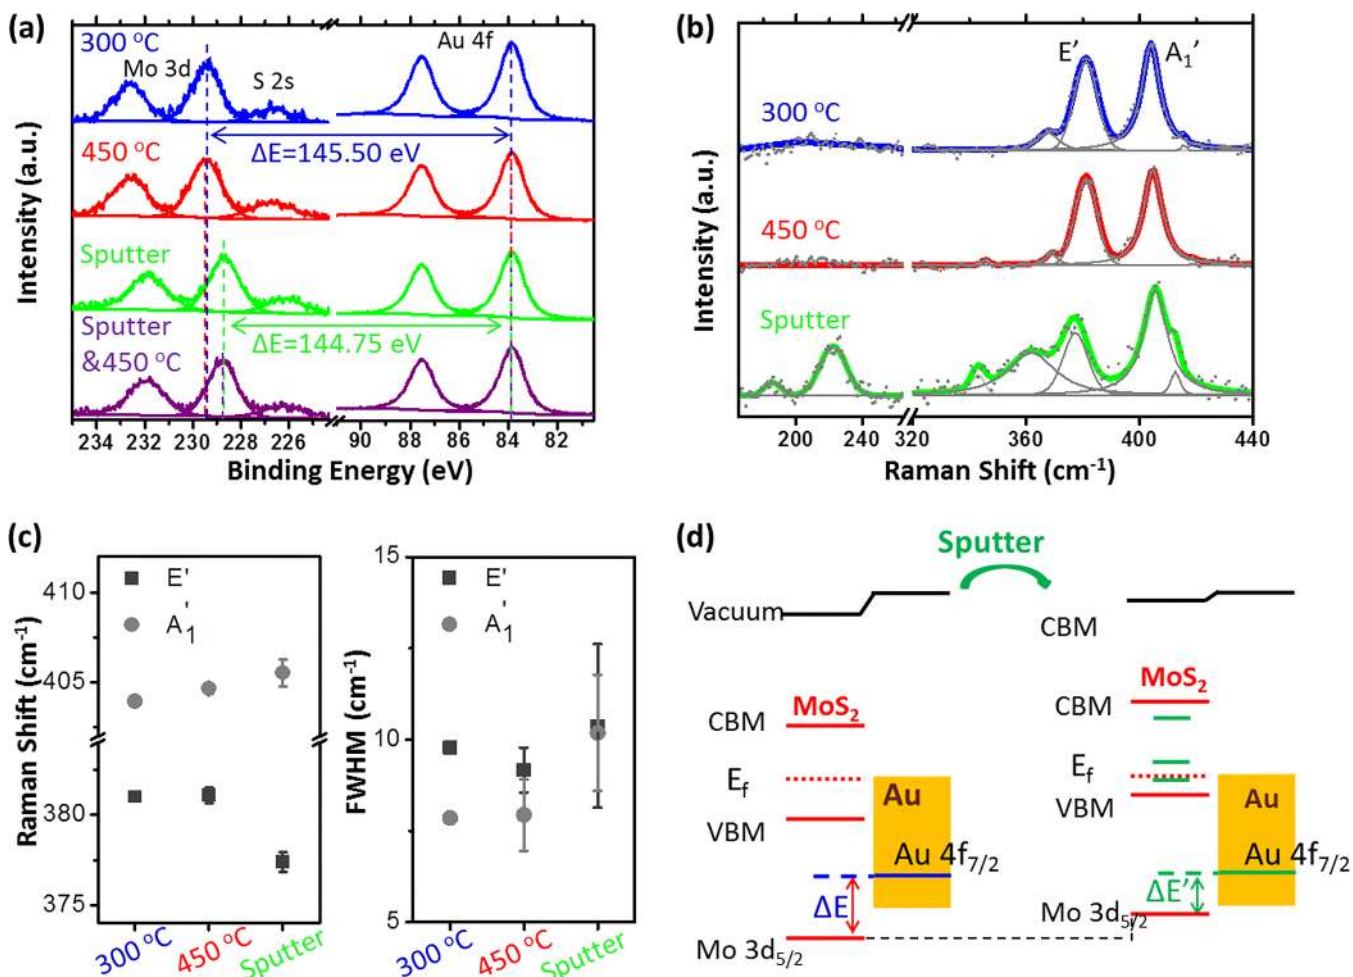 (a)
300 °C
Mo 3d
S 2s
Au 4f
ΔE=145.50 eV
450 °C
Sputter
ΔE=144.75 eV
Sputter
&450 °C
Intensity (a.u.)
234 232 230 228 226 90 88 86 84 82
Binding Energy (eV)
(b)
E' A₁'
300 °C
450 °C
Sputter
Intensity (a.u.)
200 240 320 360 400 440
Raman Shift (cm⁻¹)
(c)
E'
A₁'
410
405
380
375
Raman Shift (cm⁻¹)
300 °C 450 °C Sputter
E'
A₁'
15
10
5
FWHM (cm⁻¹)
300 °C 450 °C Sputter
(d)
Sputter
Vacuum
MoS₂
CBM
E_f
VBM
Au
Au 4f₇/₂
ΔE
Mo 3d₅/₂
CBM
MoS₂
CBM
E_f
VBM
Au
Au 4f₇/₂
ΔE'
Mo 3d₅/₂